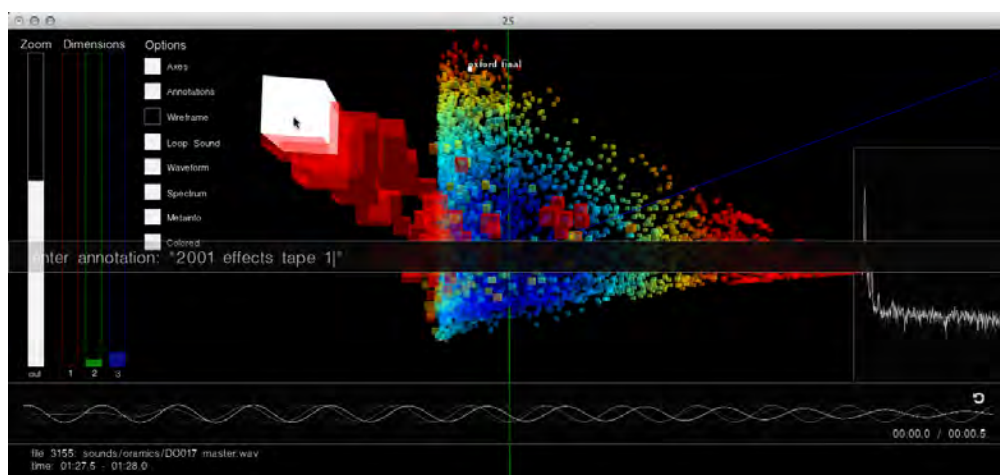 25
Zoom Dimensions Options
Axes
Annotations
Wireframe
Loop Sound
Waveform
Spectrum
Metainfo
Colored
oxford final
enter annotation: "2001 effects tape 1|"
out 1 2 3
00:00.0 / 00:00.5
file 3155: sounds/oramics/DO017 master.wav
time: 01:27.5 - 01:28.0